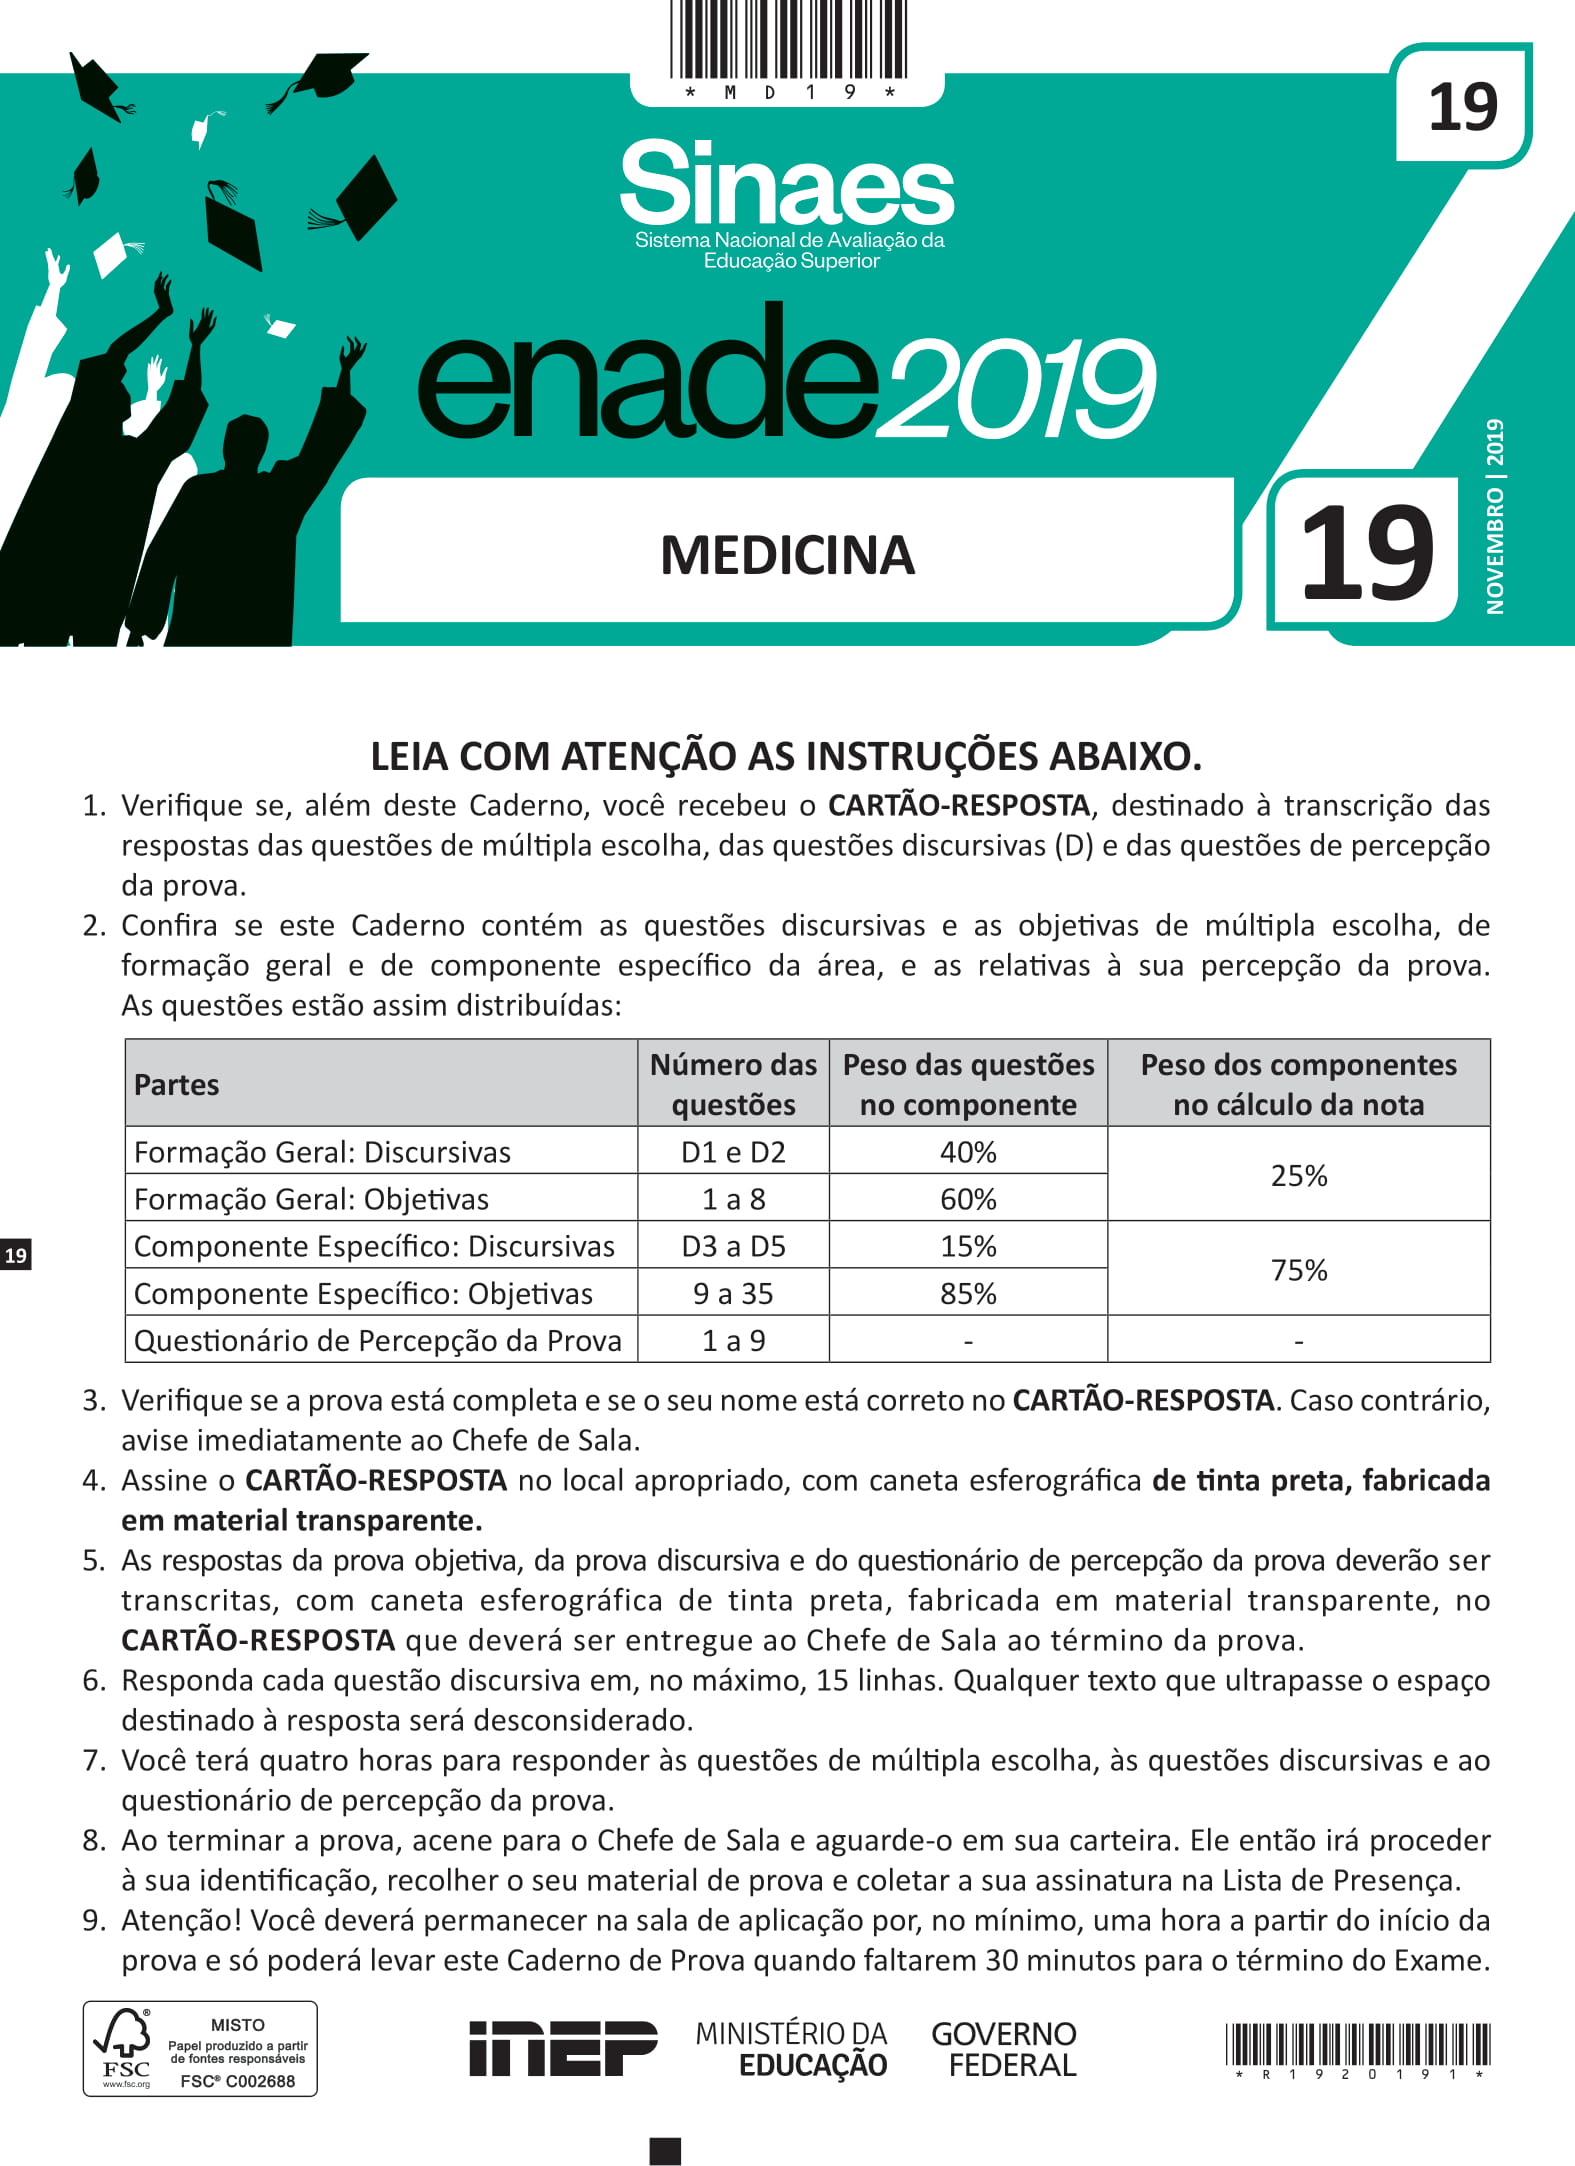 * M D 1 9 *
19
Sinaes
Sistema Nacional de Avaliação da
Educação Superior
enade2019
NOVEMBRO | 2019
MEDICINA
19
LEIA COM ATENÇÃO AS INSTRUÇÕES ABAIXO.
1. Verifique se, além deste Caderno, você recebeu o CARTÃO-RESPOSTA, destinado à transcrição das
respostas das questões de múltipla escolha, das questões discursivas (D) e das questões de percepção
da prova.
2. Confira se este Caderno contém as questões discursivas e as objetivas de múltipla escolha, de
formação geral e de componente específico da área, e as relativas à sua percepção da prova.
As questões estão assim distribuídas:
Partes | Número das questões | Peso das questões no componente | Peso dos componentes no cálculo da nota
Formação Geral: Discursivas | D1 e D2 | 40% | 25%
Formação Geral: Objetivas | 1 a 8 | 60%
Componente Específico: Discursivas | D3 a D5 | 15% | 75%
19
Componente Específico: Objetivas | 9 a 35 | 85%
Questionário de Percepção da Prova | 1 a 9 | - | -
3. Verifique se a prova está completa e se o seu nome está correto no CARTÃO-RESPOSTA. Caso contrário,
avise imediatamente ao Chefe de Sala.
4. Assine o CARTÃO-RESPOSTA no local apropriado, com caneta esferográfica de tinta preta, fabricada
em material transparente.
5. As respostas da prova objetiva, da prova discursiva e do questionário de percepção da prova deverão ser
transcritas, com caneta esferográfica de tinta preta, fabricada em material transparente, no
CARTÃO-RESPOSTA que deverá ser entregue ao Chefe de Sala ao término da prova.
6. Responda cada questão discursiva em, no máximo, 15 linhas. Qualquer texto que ultrapasse o espaço
destinado à resposta será desconsiderado.
7. Você terá quatro horas para responder às questões de múltipla escolha, às questões discursivas e ao
questionário de percepção da prova.
8. Ao terminar a prova, acene para o Chefe de Sala e aguarde-o em sua carteira. Ele então irá proceder
à sua identificação, recolher o seu material de prova e coletar a sua assinatura na Lista de Presença.
9. Atenção! Você deverá permanecer na sala de aplicação por, no mínimo, uma hora a partir do início da
prova e só poderá levar este Caderno de Prova quando faltarem 30 minutos para o término do Exame.
®
FSC
www.fsc.org
MISTO
Papel produzido a partir
de fontes responsáveis
FSC® C002688
INEP
MINISTÉRIO DA
EDUCAÇÃO
GOVERNO
FEDERAL
* R 1 9 2 0 1 9 1 *